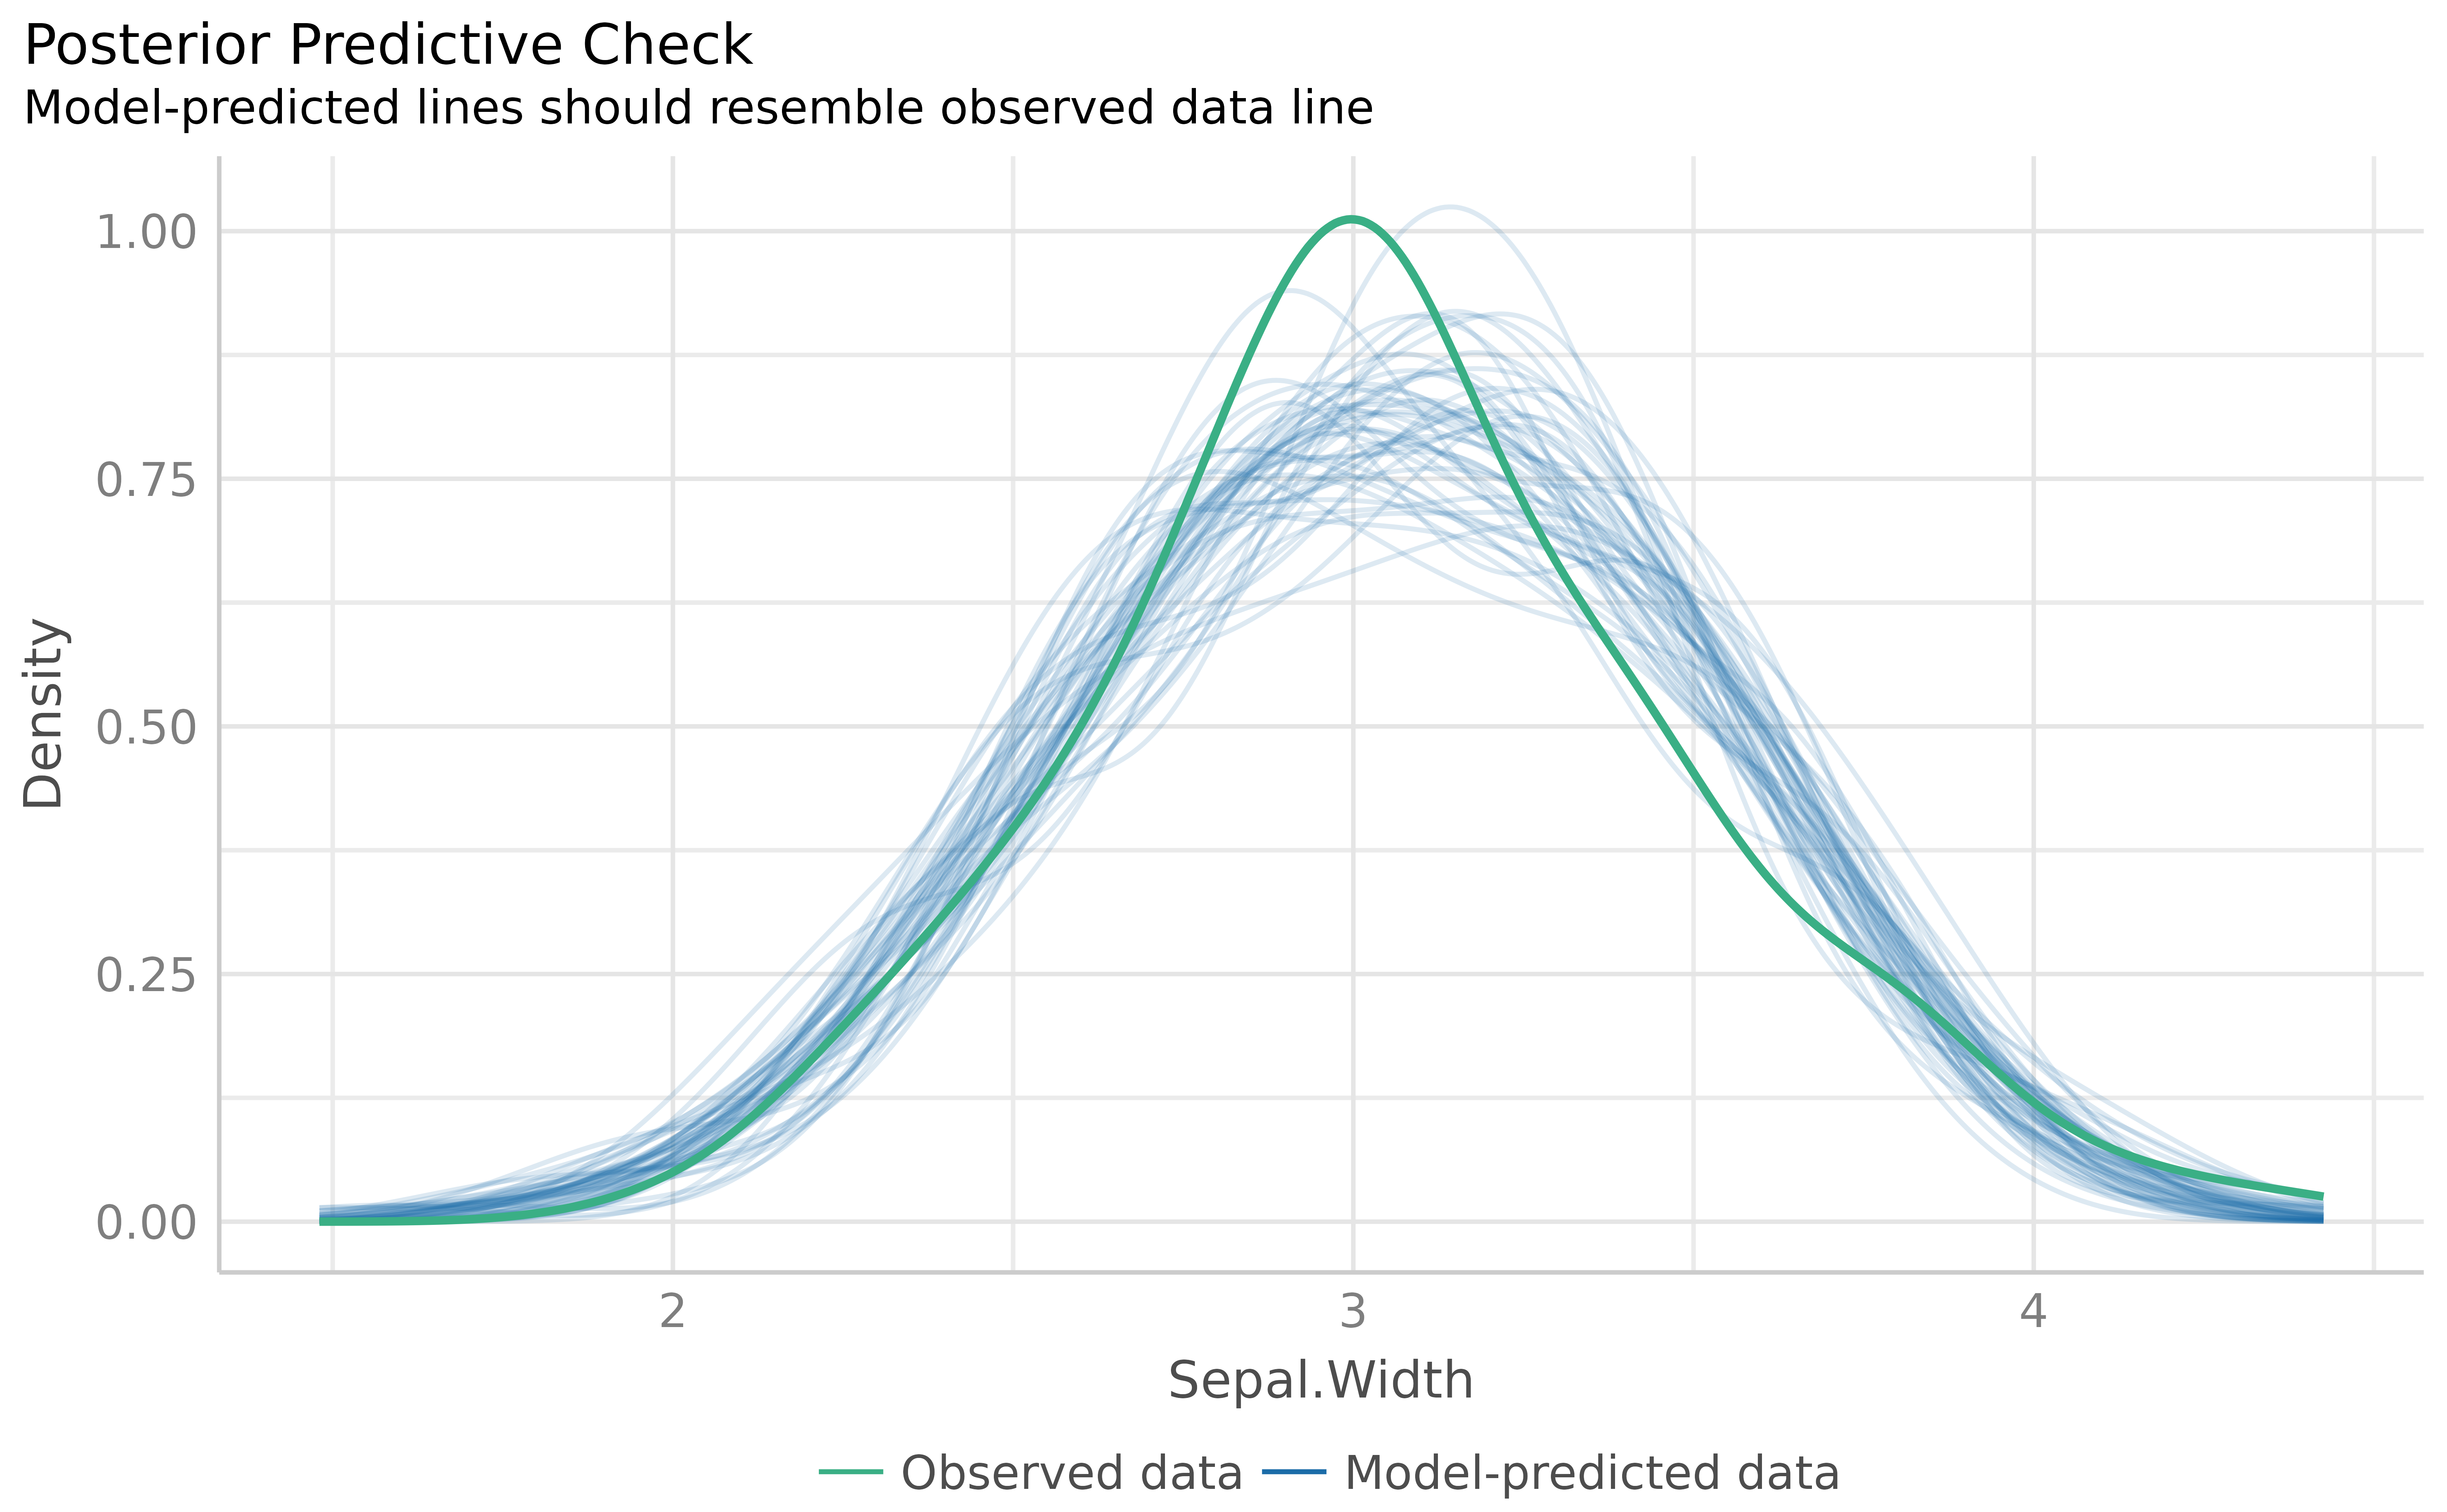 Posterior Predictive Check
Model-predicted lines should resemble observed data line
1.00
0.75
0.50
0.25
0.00
Density
2 3 4
Sepal.Width
Observed data Model-predicted data